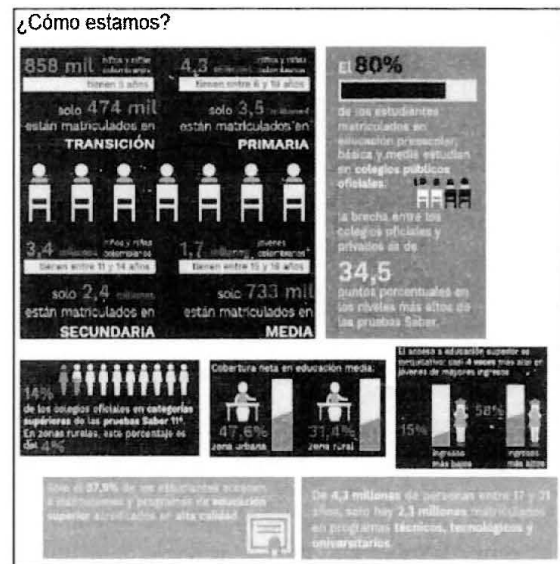 ¿Cómo estamos?
858 mil niños y niñas colombianos
tienen 5 años
solo 474 mil
están matriculados en
TRANSICIÓN
4,3 millones niños y niñas colombianos
tienen entre 6 y 10 años
solo 3,5 millones
están matriculados en
PRIMARIA
3,4 millones niños y niñas colombianos
tienen entre 11 y 14 años
solo 2,4 millones
están matriculados en
SECUNDARIA
1,7 millones jóvenes colombianos
tienen entre 15 y 16 años
solo 733 mil
están matriculados en
MEDIA
El 80%
de los estudiantes
matriculados en
educación preescolar,
básica y media estudian
en colegios públicos
oficiales.
la brecha entre los
colegios oficiales y
privados es de
34,5
puntos porcentuales en
los niveles más altos de
las pruebas Saber.
14%
de los colegios oficiales en categorías
superiores de las pruebas Saber 11°.
En zonas rurales, este porcentaje es
del 4%
Cobertura neta en educación media:
47,6%
zona urbana
31,4%
zona rural
El acceso a educación superior es
inequitativo: casi 4 veces más alto en
jóvenes de mayores ingresos
15%
ingresos
más bajos
58%
ingresos
más altos
Solo el 37,9% de los estudiantes acceden
a instituciones y programas de educación
superior acreditados en alta calidad
De 4,3 millones de personas entre 17 y 21
años, solo hay 2,1 millones matriculados
en programas técnicos, tecnológicos y
universitarios.